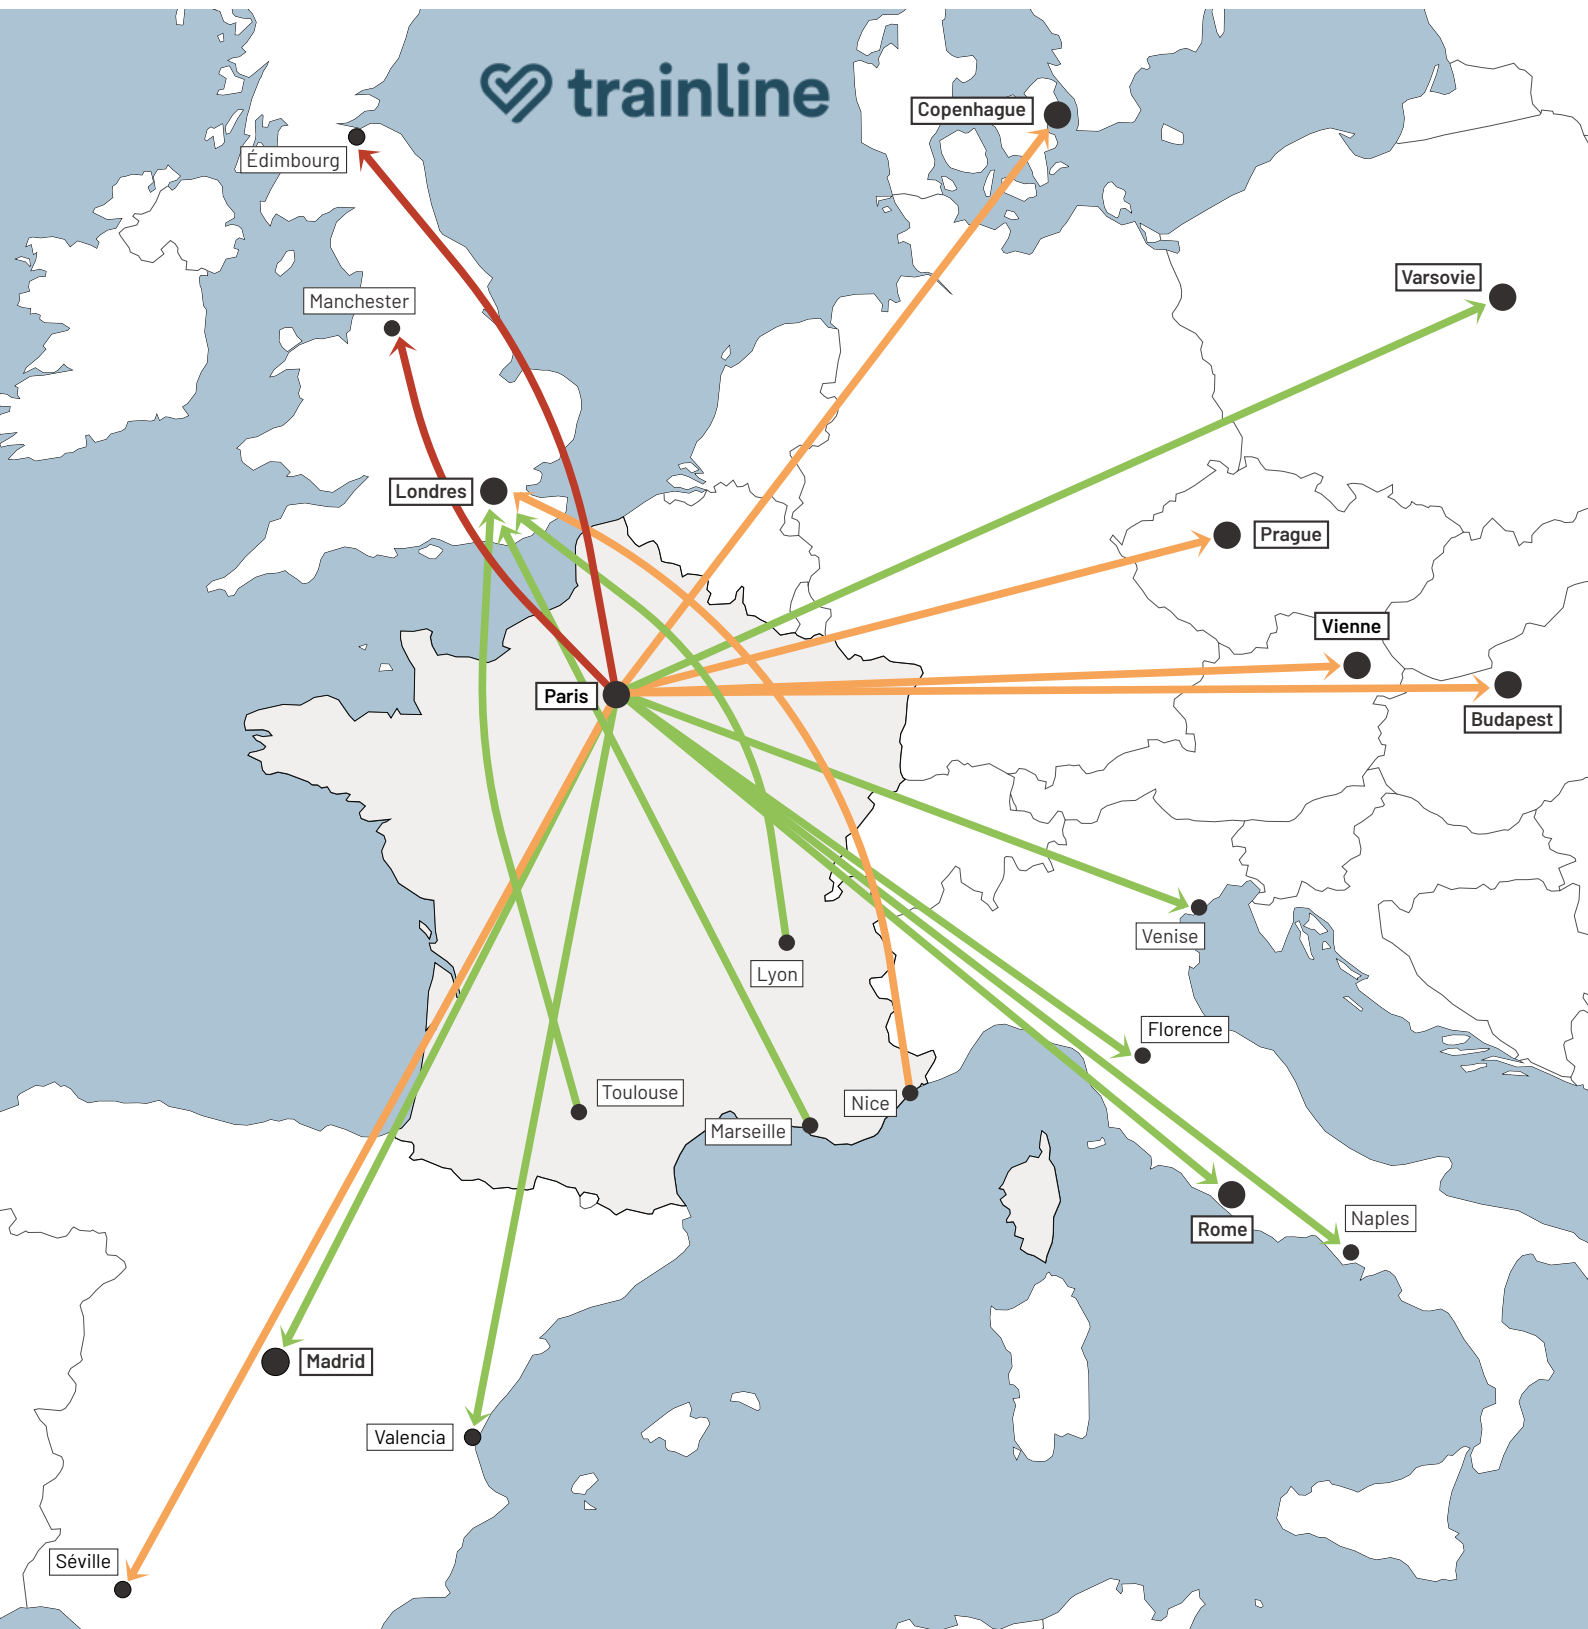 trainline
Copenhague
Édimbourg
Varsovie
Manchester
Londres
Prague
Vienne
Paris
Budapest
Venise
Lyon
Florence
Toulouse
Nice
Marseille
Naples
Rome
Madrid
Valencia
Séville